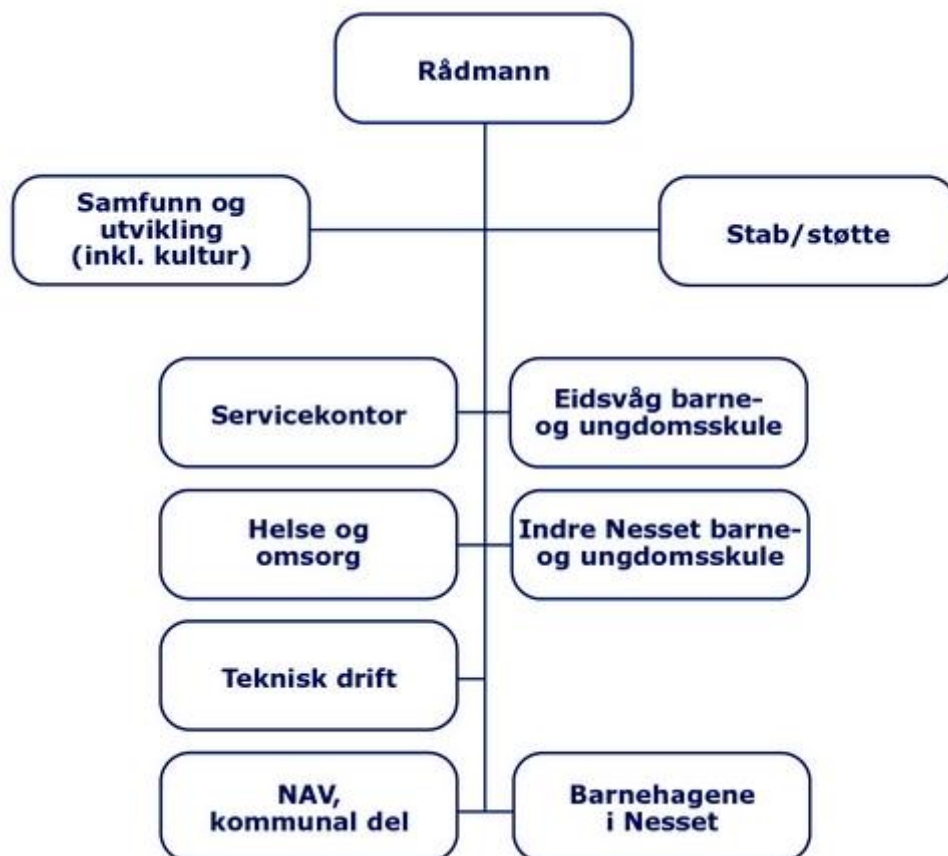 Rådmann
Samfunn og
utvikling
(inkl. kultur)
Stab/støtte
Servicekontor
Eidsvåg barne-
og ungdomsskule
Helse og
omsorg
Indre Nesset barne-
og ungdomsskule
Teknisk drift
NAV,
kommunal del
Barnehagene
i Nesset